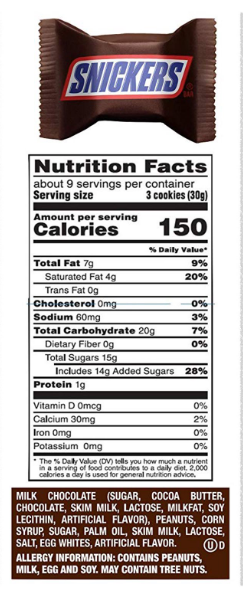 SNICKERS
BAR
Nutrition Facts
about 9 servings per container
Serving size 3 cookies (30g)
Amount per serving
Calories 150
% Daily Value*
Total Fat 7g 9%
Saturated Fat 4g 20%
Trans Fat 0g
Cholesterol 0mg 0%
Sodium 60mg 3%
Total Carbohydrate 20g 7%
Dietary Fiber 0g 0%
Total Sugars 15g
Includes 14g Added Sugars 28%
Protein 1g
Vitamin D 0mcg 0%
Calcium 30mg 2%
Iron 0mg 0%
Potassium 0mg 0%
* The % Daily Value (DV) tells you how much a nutrient
in a serving of food contributes to a daily diet. 2,000
calories a day is used for general nutrition advice.
MILK CHOCOLATE (SUGAR, COCOA BUTTER,
CHOCOLATE, SKIM MILK, LACTOSE, MILKFAT, SOY
LECITHIN, ARTIFICIAL FLAVOR), PEANUTS, CORN
SYRUP, SUGAR, PALM OIL, SKIM MILK, LACTOSE,
SALT, EGG WHITES, ARTIFICIAL FLAVOR. U D
ALLERGY INFORMATION: CONTAINS PEANUTS,
MILK, EGG AND SOY. MAY CONTAIN TREE NUTS.